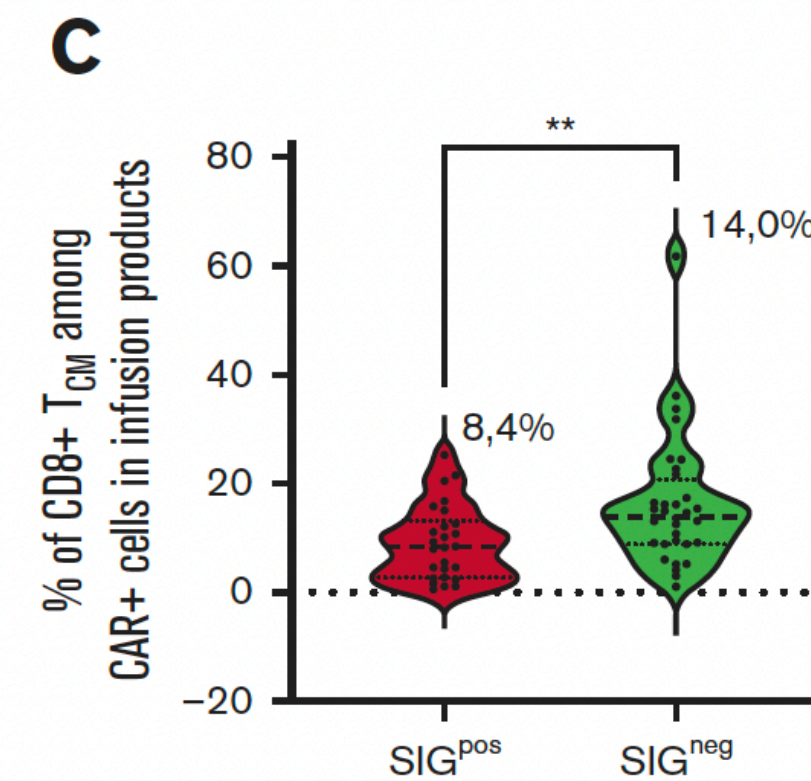 C
**
80
14,0%
60
40
8,4%
20
0
−20
% of CD8+ TCM among
CAR+ cells in infusion products
SIGpos
SIGneg